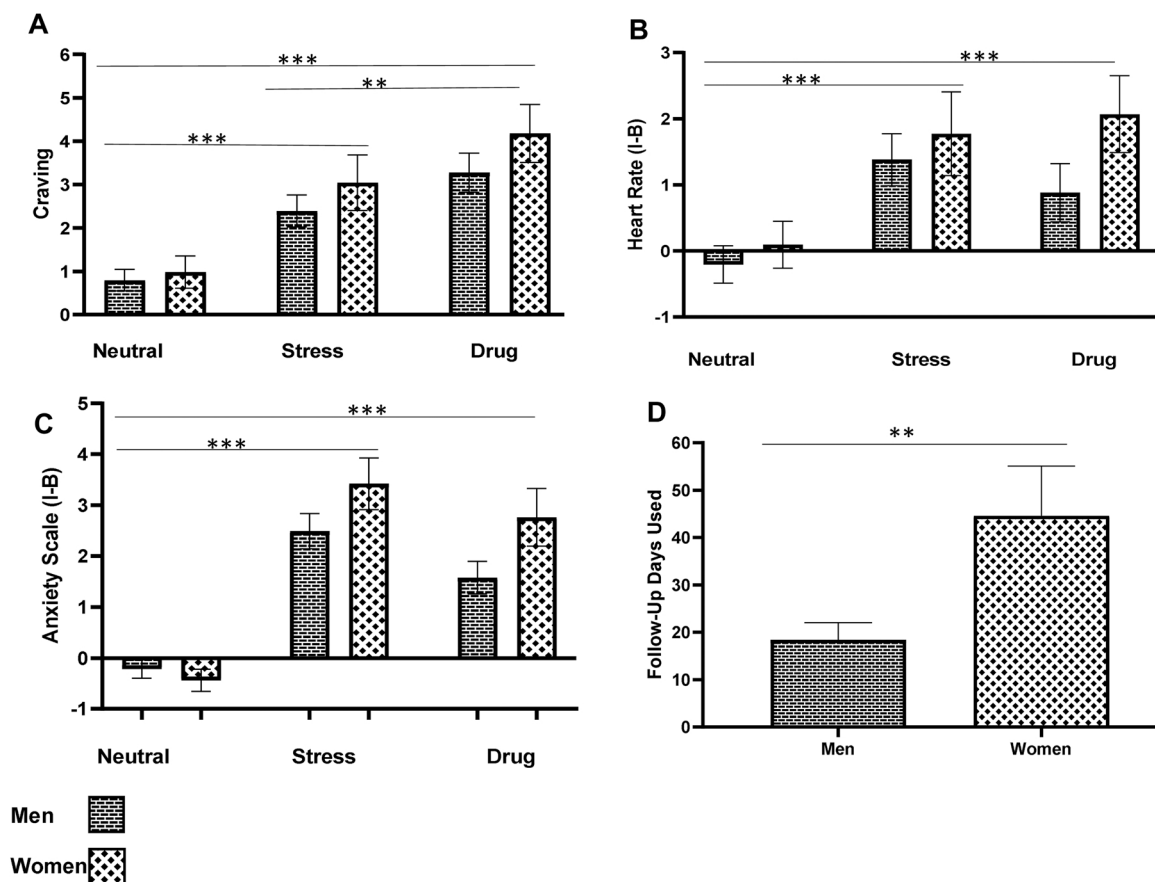 A
Craving
6
5
4
3
2
1
0
***
**
***
Neutral Stress Drug
B
Heart Rate (I-B)
3
2
1
0
-1
***
***
Neutral Stress Drug
C
Anxiety Scale (I-B)
5
4
3
2
1
0
-1
***
***
Neutral Stress Drug
D
Follow-Up Days Used
60
50
40
30
20
10
0
**
Men Women
Men
Women